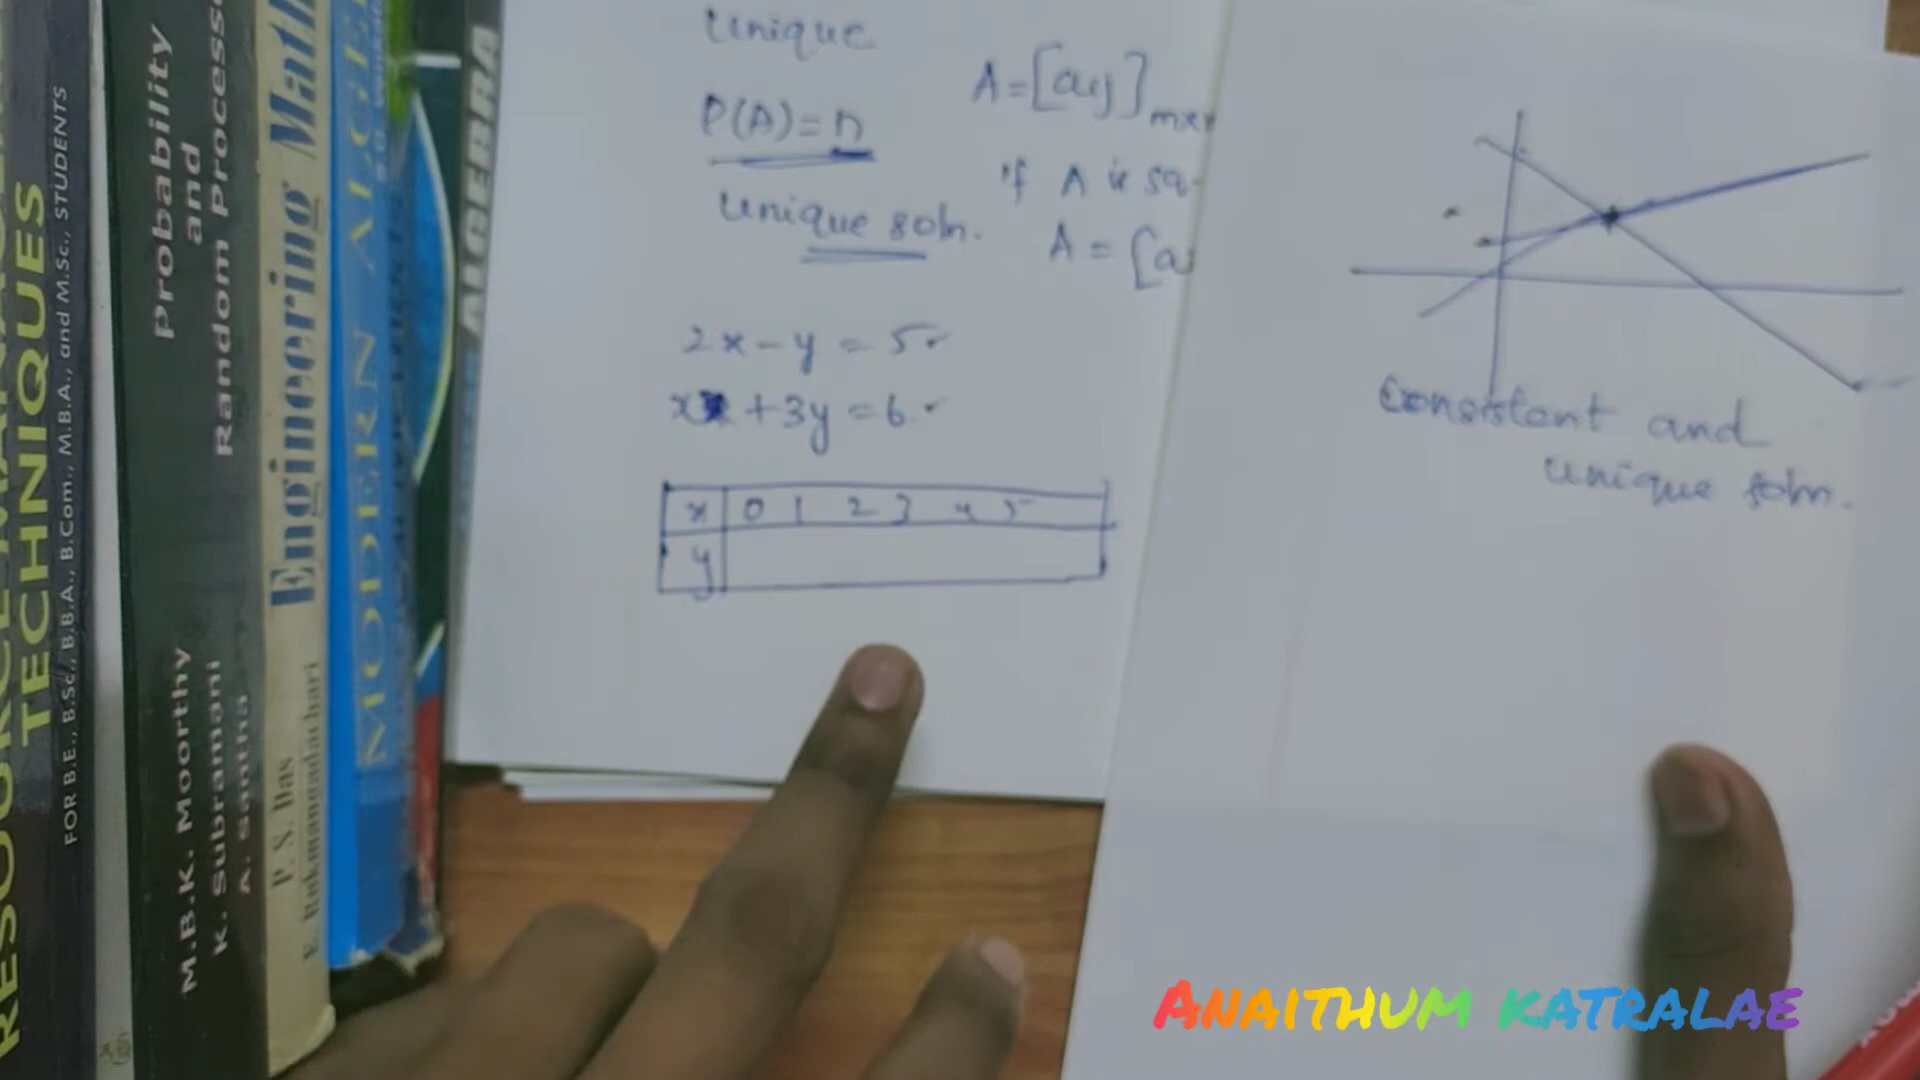 TECHNIQUES
FOR B.E., B.Sc., B.B.A., B.Com., M.B.A., and M.Sc., STUDENTS
Probability
and
Random Process
M.B.K. Moorthy
K. Subramani
A. Santha
Engineering Math
P. S. Das
MODERN ALGE
ALGEBRA
unique
P(A)=n
unique soln.
A=[aij]
if A is sq
A = [a
2x - y = 5
x + 3y = 6
x 0 1 2 3 4 5
y
Consistent and
unique soln.
ANAITHUM KATRALAE